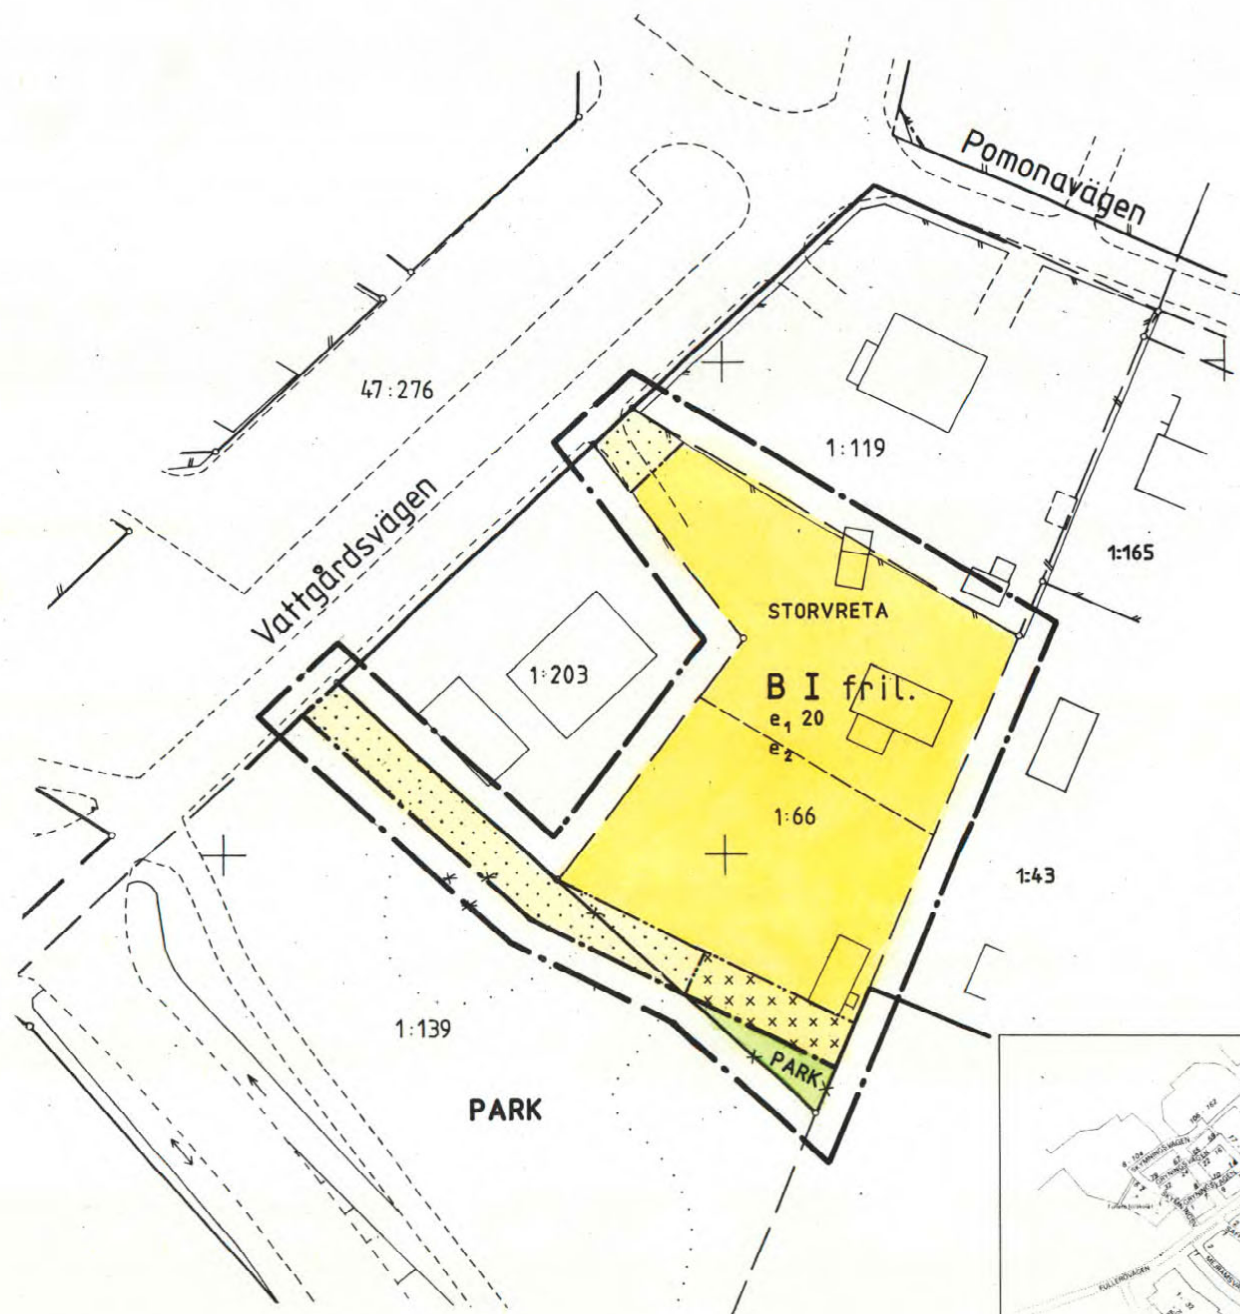 Pomonavägen
47:276
1:119
Vattgårdsvägen
1:165
STORVRETA
1:203
B I fril.
e₁ 20
e₂
1:66
1:43
1:139
PARK
PARK
FULLERÖVÄGEN